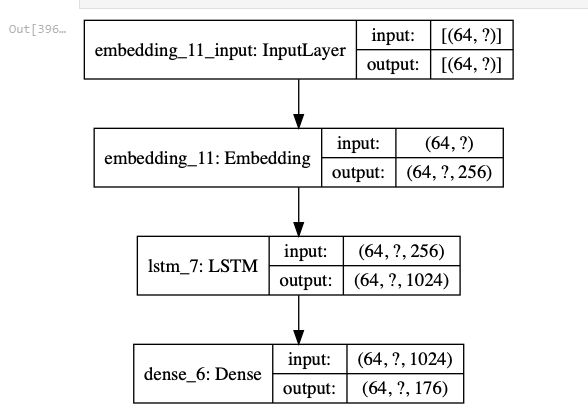 Out[396…
embedding_11_input: InputLayer
input: [(64, ?)]
output: [(64, ?)]
embedding_11: Embedding
input: (64, ?)
output: (64, ?, 256)
lstm_7: LSTM
input: (64, ?, 256)
output: (64, ?, 1024)
dense_6: Dense
input: (64, ?, 1024)
output: (64, ?, 176)